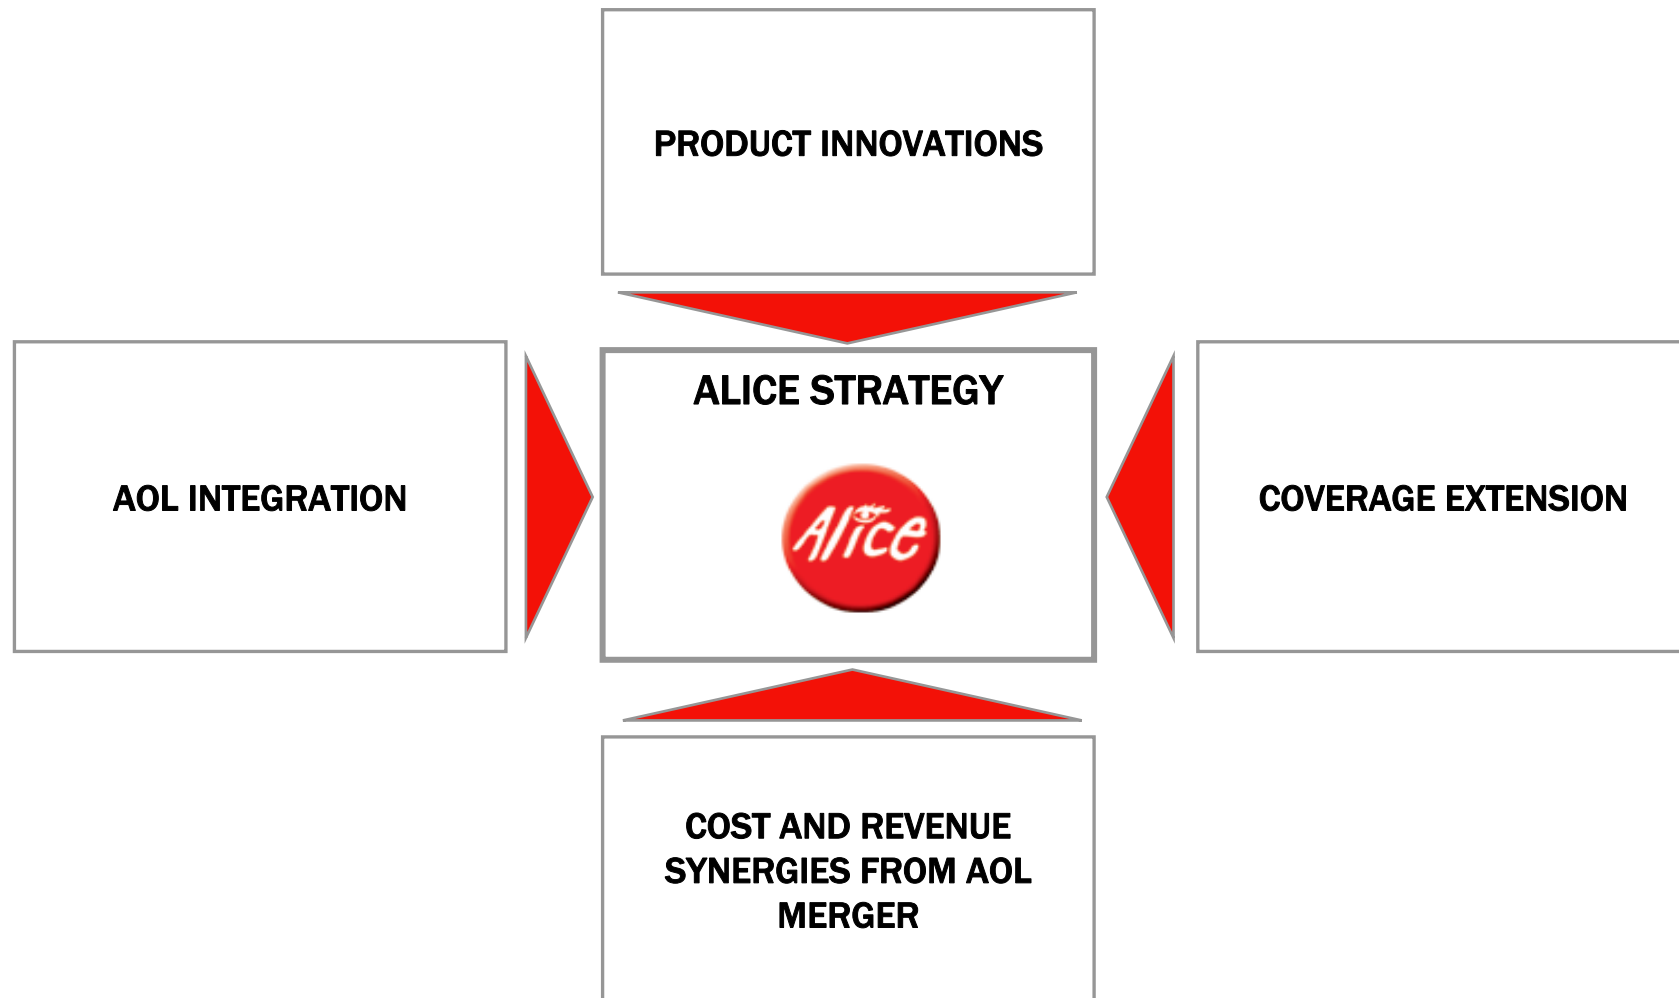 PRODUCT INNOVATIONS
ALICE STRATEGY
AOL INTEGRATION
Alice
COVERAGE EXTENSION
COST AND REVENUE
SYNERGIES FROM AOL
MERGER